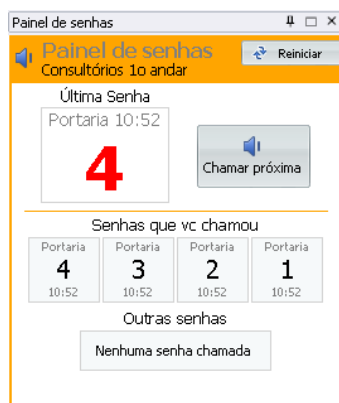 Painel de senhas
Painel de senhas
Reiniciar
Consultórios 1o andar
Última Senha
Portaria 10:52
4
Chamar próxima
Senhas que vc chamou
Portaria Portaria Portaria Portaria
4 3 2 1
10:52 10:52 10:52 10:52
Outras senhas
Nenhuma senha chamada